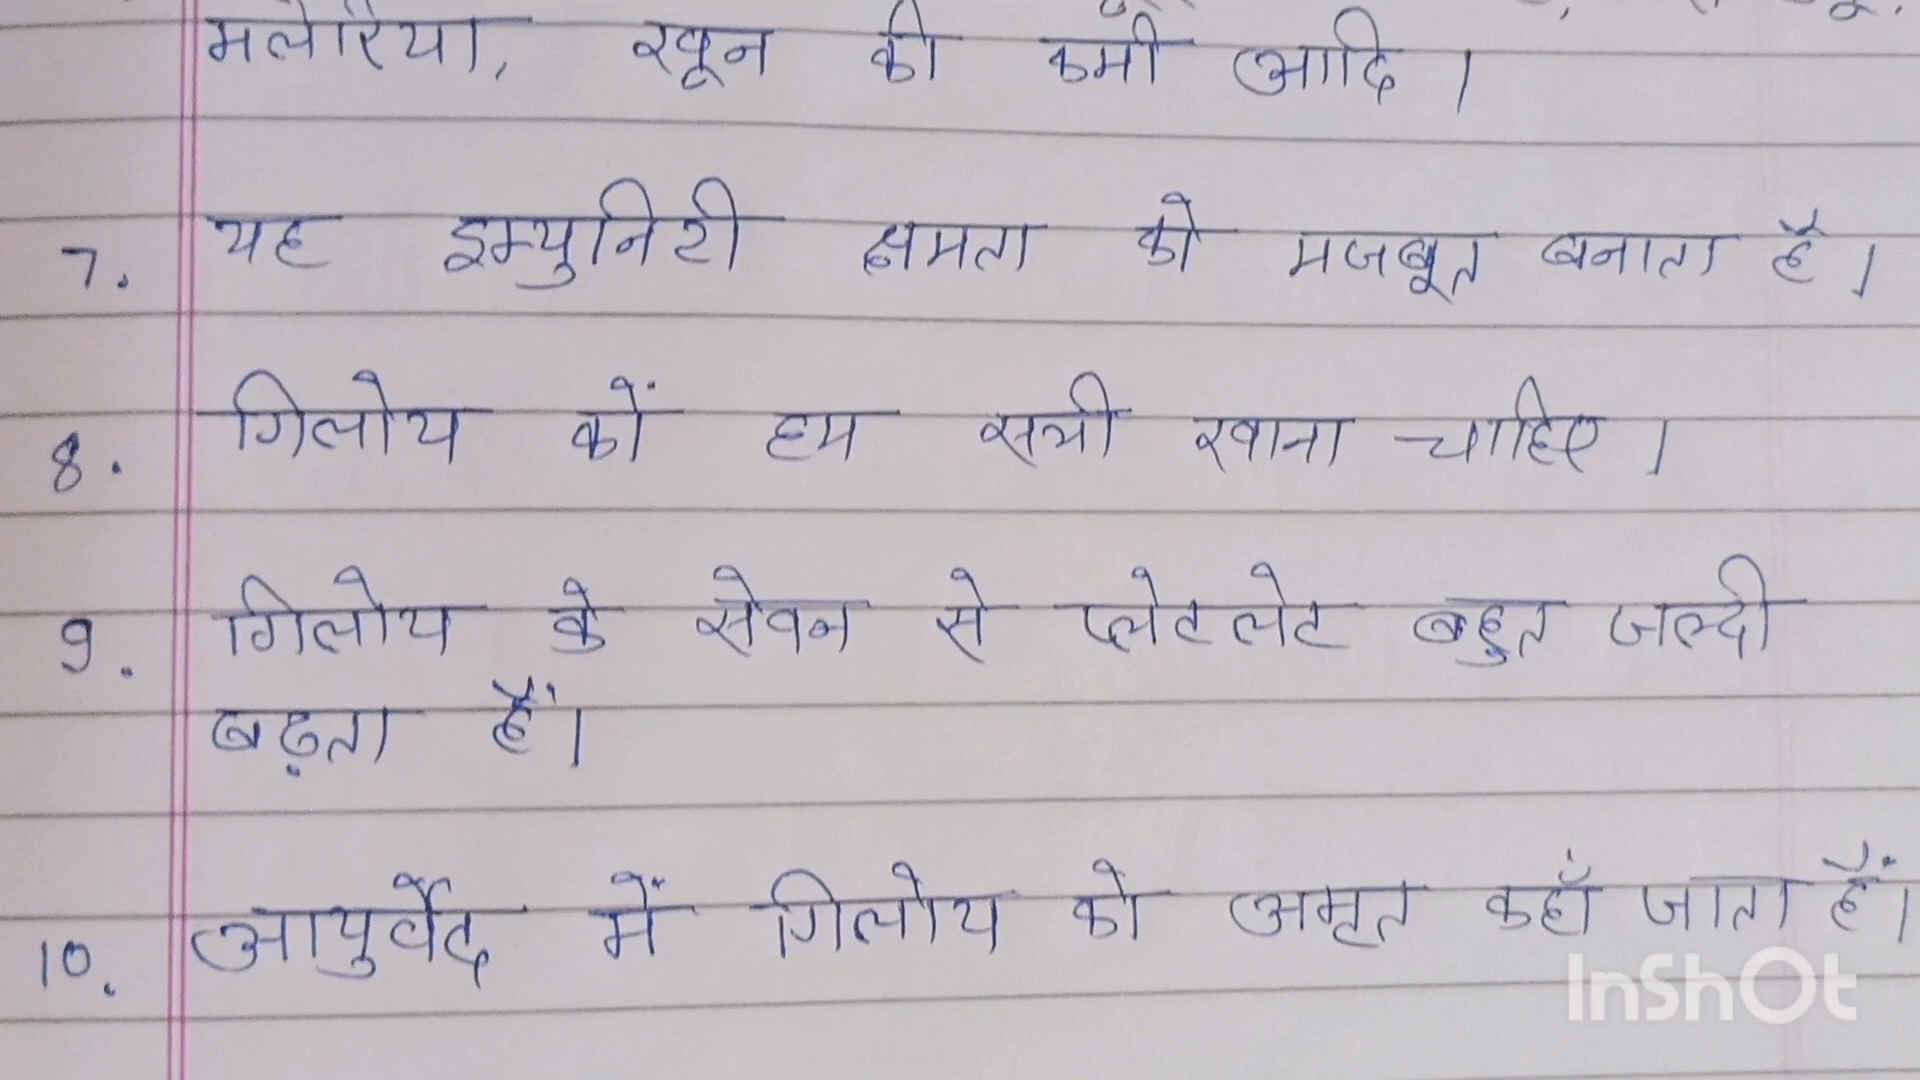 मलेरिया, खून की कमी आदि ।
7. यह इम्युनिटी क्षमता को मजबूत बनाता है ।
8. गिलोय कों हम सभी खाना चाहिए ।
9. गिलोय के सेवन से प्लेटलेट बहुत जल्दी
बढ़ता हैं।
10. आयुर्वेद में गिलोय को अमृत कहाँ जाता हैं।
InShOt